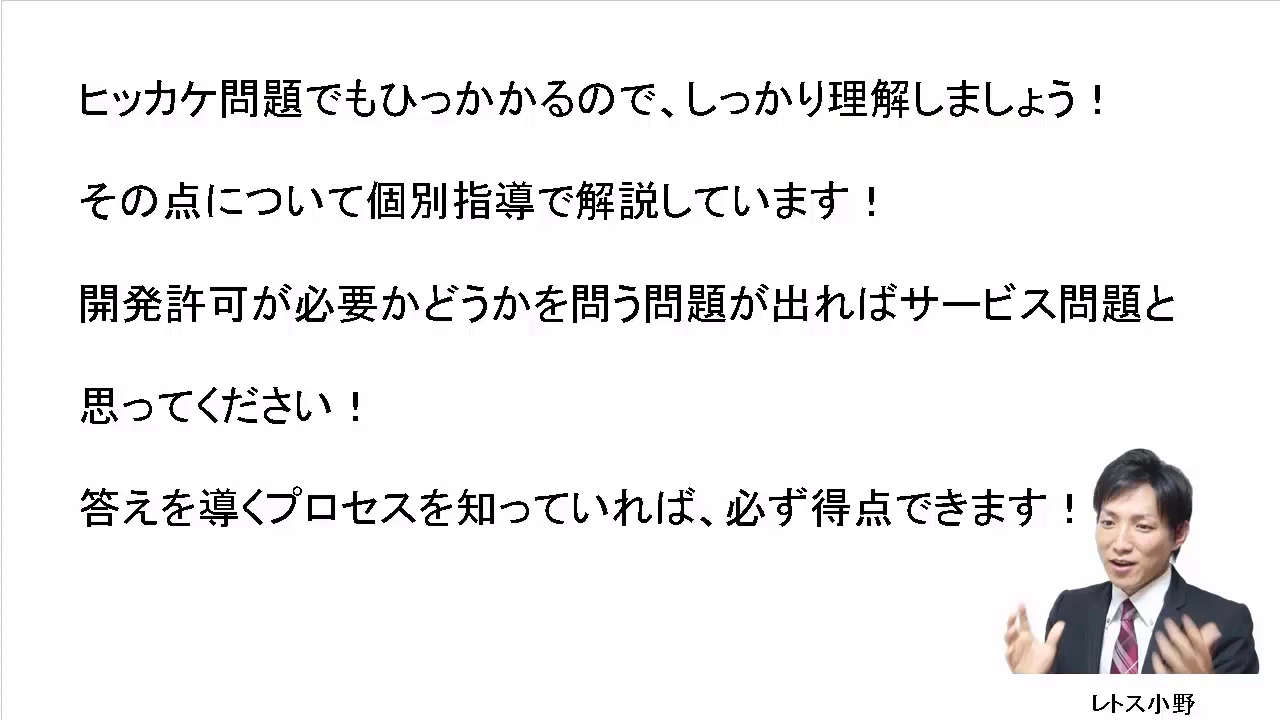 ヒッカケ問題でもひっかかるので、しっかり理解しましょう！
その点について個別指導で解説しています！
開発許可が必要かどうかを問う問題が出ればサービス問題と
思ってください！
答えを導くプロセスを知っていれば、必ず得点できます！
レトス小野